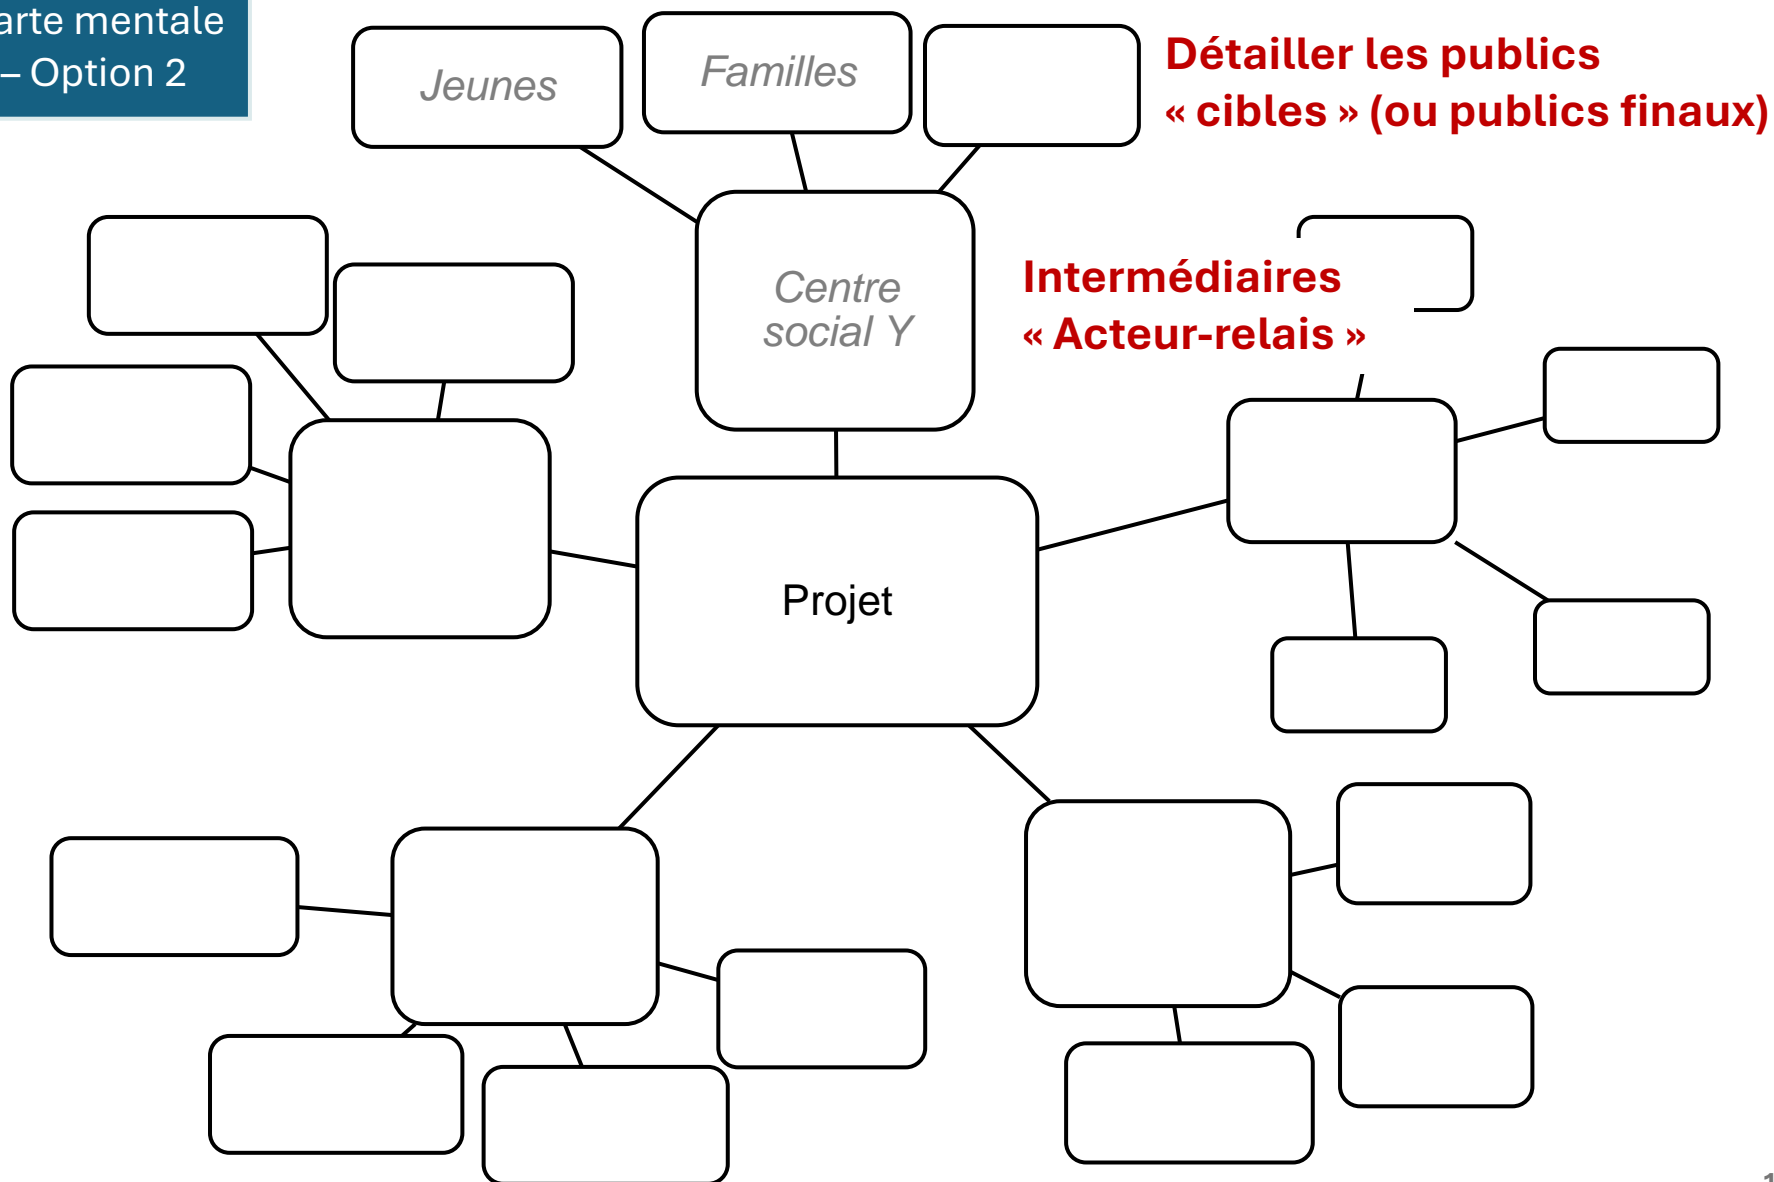 arte mentale
– Option 2
Jeunes
Familles
Détailler les publics
« cibles » (ou publics finaux)
Centre
social Y
Intermédiaires
« Acteur-relais »
Projet